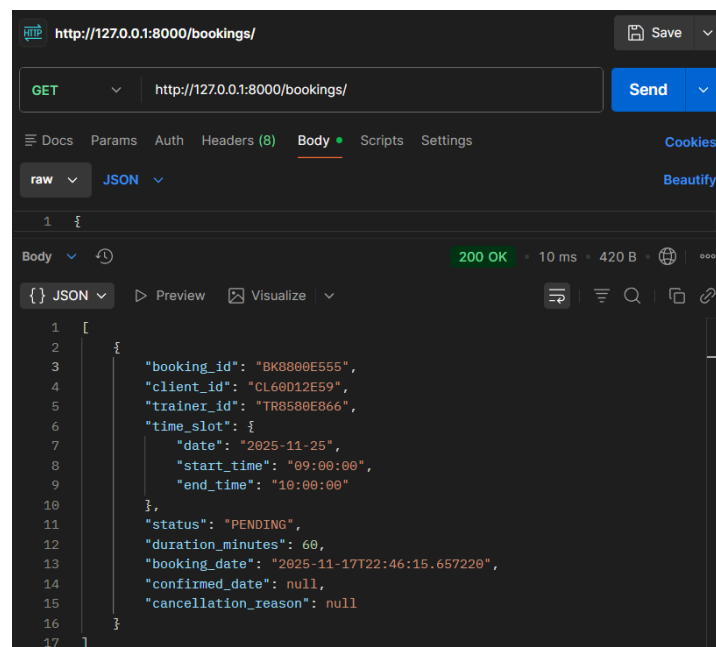 HTTP http://127.0.0.1:8000/bookings/ Save
GET http://127.0.0.1:8000/bookings/ Send
Docs Params Auth Headers (8) Body Scripts Settings Cookies
raw JSON Beautify
1 {
Body 200 OK 10 ms 420 B
{} JSON Preview Visualize
1 [
2 {
3 "booking_id": "BK8800E555",
4 "client_id": "CL60D12E59",
5 "trainer_id": "TR8580E866",
6 "time_slot": {
7 "date": "2025-11-25",
8 "start_time": "09:00:00",
9 "end_time": "10:00:00"
10 },
11 "status": "PENDING",
12 "duration_minutes": 60,
13 "booking_date": "2025-11-17T22:46:15.657220",
14 "confirmed_date": null,
15 "cancellation_reason": null
16 }
17 ]